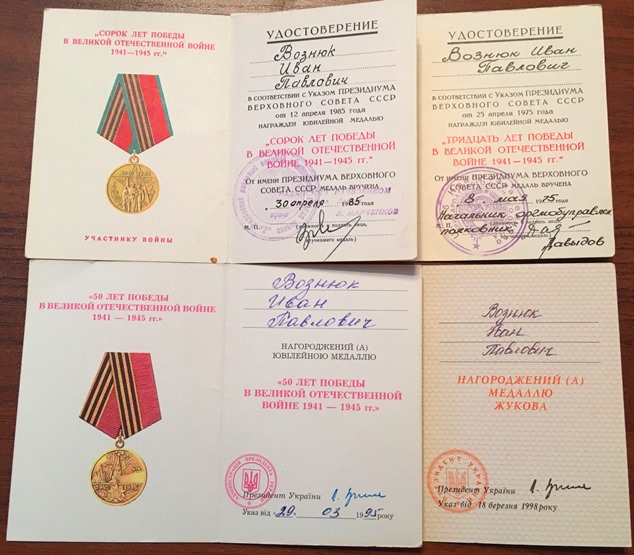 „СОРОК ЛЕТ ПОБЕДЫ
В ВЕЛИКОЙ ОТЕЧЕСТВЕННОЙ ВОЙНЕ
1941—1945 гг."
УЧАСТНИКУ ВОЙНЫ
УДОСТОВЕРЕНИЕ
Вознюк
Иван
Павлович
В СООТВЕТСТВИИ С УКАЗОМ ПРЕЗИДИУМА
ВЕРХОВНОГО СОВЕТА СССР
от 12 апреля 1985 года
НАГРАЖДЕН ЮБИЛЕЙНОЙ МЕДАЛЬЮ
„СОРОК ЛЕТ ПОБЕДЫ
В ВЕЛИКОЙ ОТЕЧЕСТВЕННОЙ
ВОЙНЕ 1941—1945 гг."
ОТ ИМЕНИ ПРЕЗИДИУМА ВЕРХОВНОГО
СОВЕТА СССР МЕДАЛЬ ВРУЧЕНА
30 апреля 1985 года
М. П.
УДОСТОВЕРЕНИЕ
Вознюк Иван
Павлович
В СООТВЕТСТВИИ С УКАЗОМ ПРЕЗИДИУМА
ВЕРХОВНОГО СОВЕТА СССР
от 25 апреля 1975 года
НАГРАЖДЕН ЮБИЛЕЙНОЙ МЕДАЛЬЮ
„ТРИДЦАТЬ ЛЕТ ПОБЕДЫ
В ВЕЛИКОЙ ОТЕЧЕСТВЕННОЙ
ВОЙНЕ 1941—1945 гг."
ОТ ИМЕНИ ПРЕЗИДИУМА ВЕРХОВНОГО
СОВЕТА СССР МЕДАЛЬ ВРУЧЕНА
8 мая 1975
Начальник
М. П. полковник
Давыдов
«50 ЛЕТ ПОБЕДЫ
В ВЕЛИКОЙ ОТЕЧЕСТВЕННОЙ ВОЙНЕ
1941 — 1945 гг.»
Вознюк
Иван
Павлович
НАГОРОДЖЕНИЙ (А)
ЮВІЛЕЙНОЮ МЕДАЛЛЮ
«50 ЛЕТ ПОБЕДЫ
В ВЕЛИКОЙ ОТЕЧЕСТВЕННОЙ
ВОЙНЕ 1941 — 1945 гг.»
Президент України
Указ від „29" 03 1995 року
Вознюк
Іван
Павлович
НАГОРОДЖЕНИЙ (А)
МЕДАЛЛЮ
ЖУКОВА
Президент України
Указ від 18 березня 1998 року